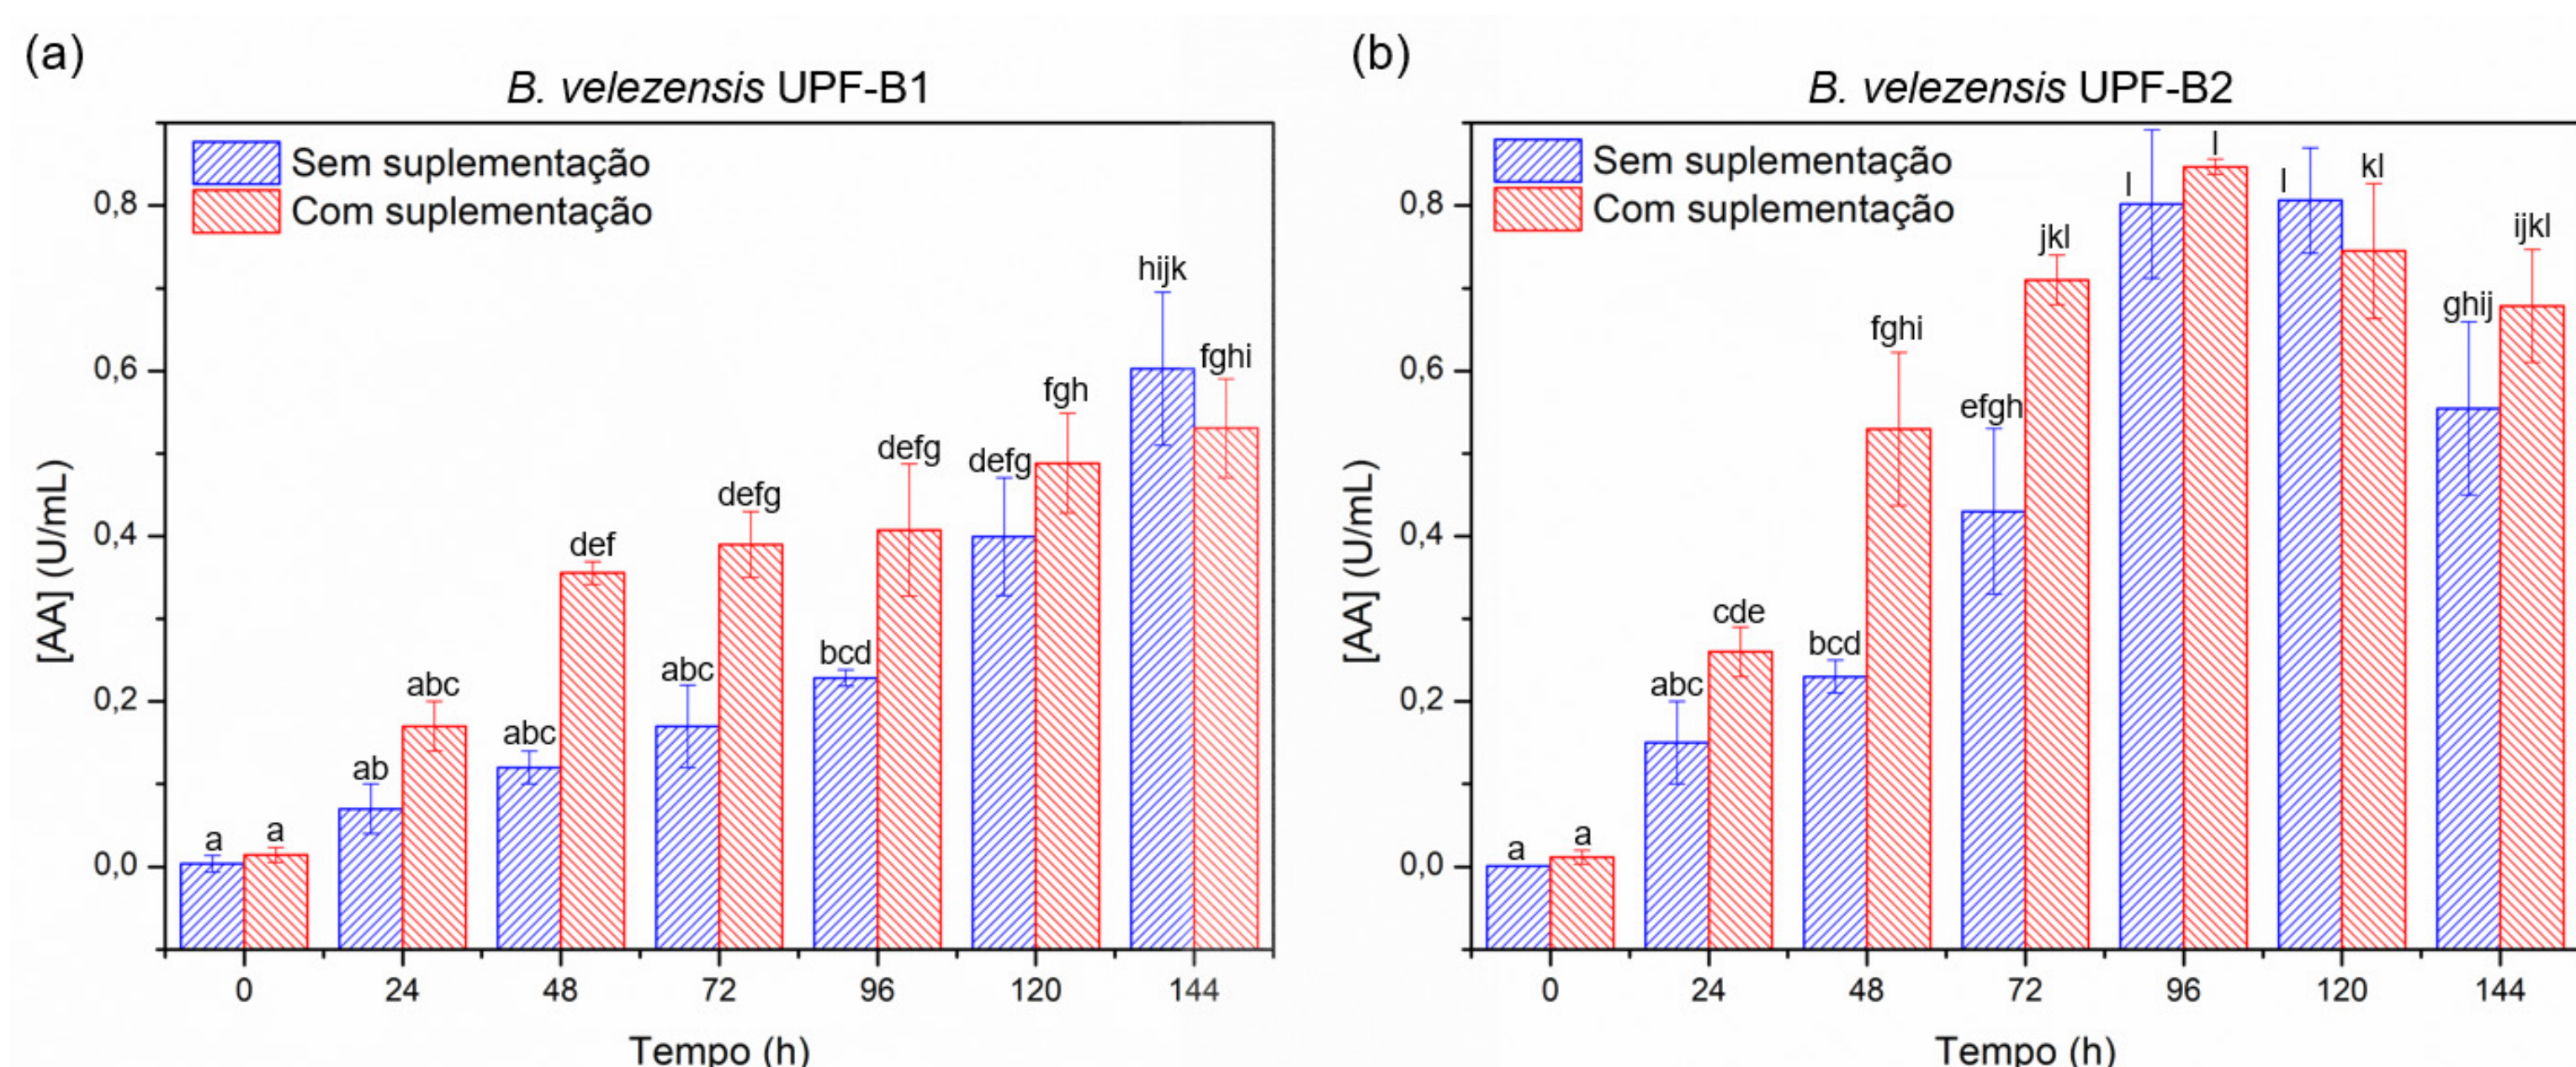 (a)
B. velezensis UPF-B1
Sem suplementação
Com suplementação
[AA] (U/mL)
0,8
0,6
0,4
0,2
0,0
a
a
ab
abc
abc
def
abc
defg
bcd
defg
defg
fgh
hijk
fghi
0 24 48 72 96 120 144
Tempo (h)
(b)
B. velezensis UPF-B2
Sem suplementação
Com suplementação
[AA] (U/mL)
0,8
0,6
0,4
0,2
0,0
a
a
abc
cde
bcd
fghi
efgh
jkl
l
l
l
kl
ghij
ijkl
0 24 48 72 96 120 144
Tempo (h)